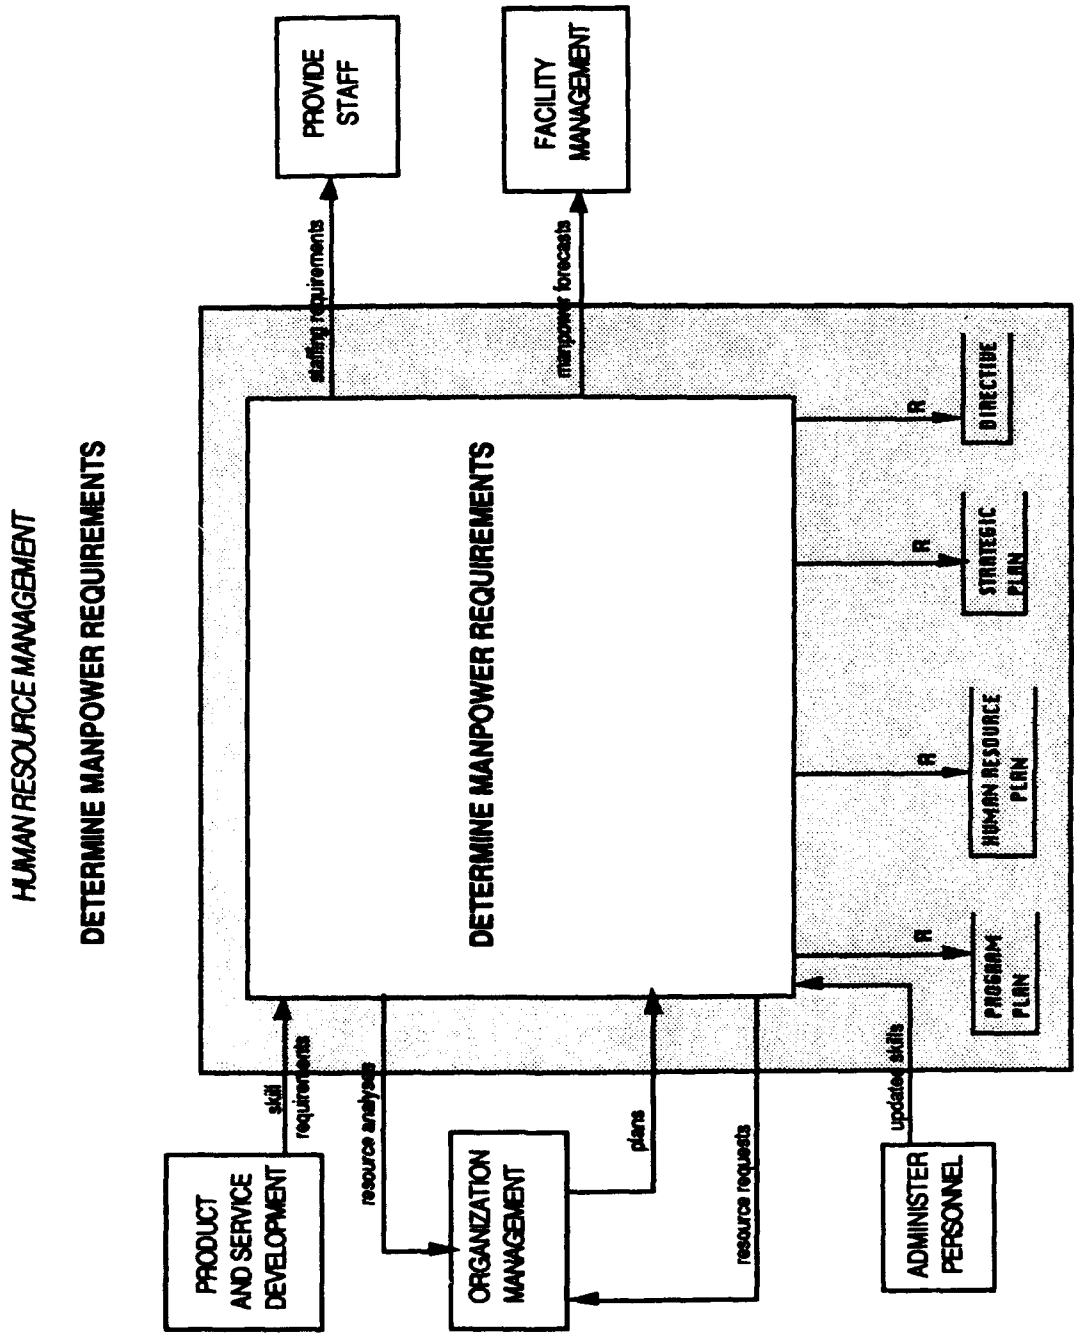 HUMAN RESOURCE MANAGEMENT
DETERMINE MANPOWER REQUIREMENTS
PRODUCT
AND SERVICE
DEVELOPMENT
skill
requirements
resource analyses
ORGANIZATION
MANAGEMENT
plans
resource requests
ADMINISTER
PERSONNEL
updated skills
DETERMINE MANPOWER REQUIREMENTS
staffing requirements
PROVIDE
STAFF
manpower forecasts
FACILITY
MANAGEMENT
R
PROGRAM
PLAN
R
HUMAN RESOURCE
PLAN
R
STRATEGIC
PLAN
R
DIRECTIVE